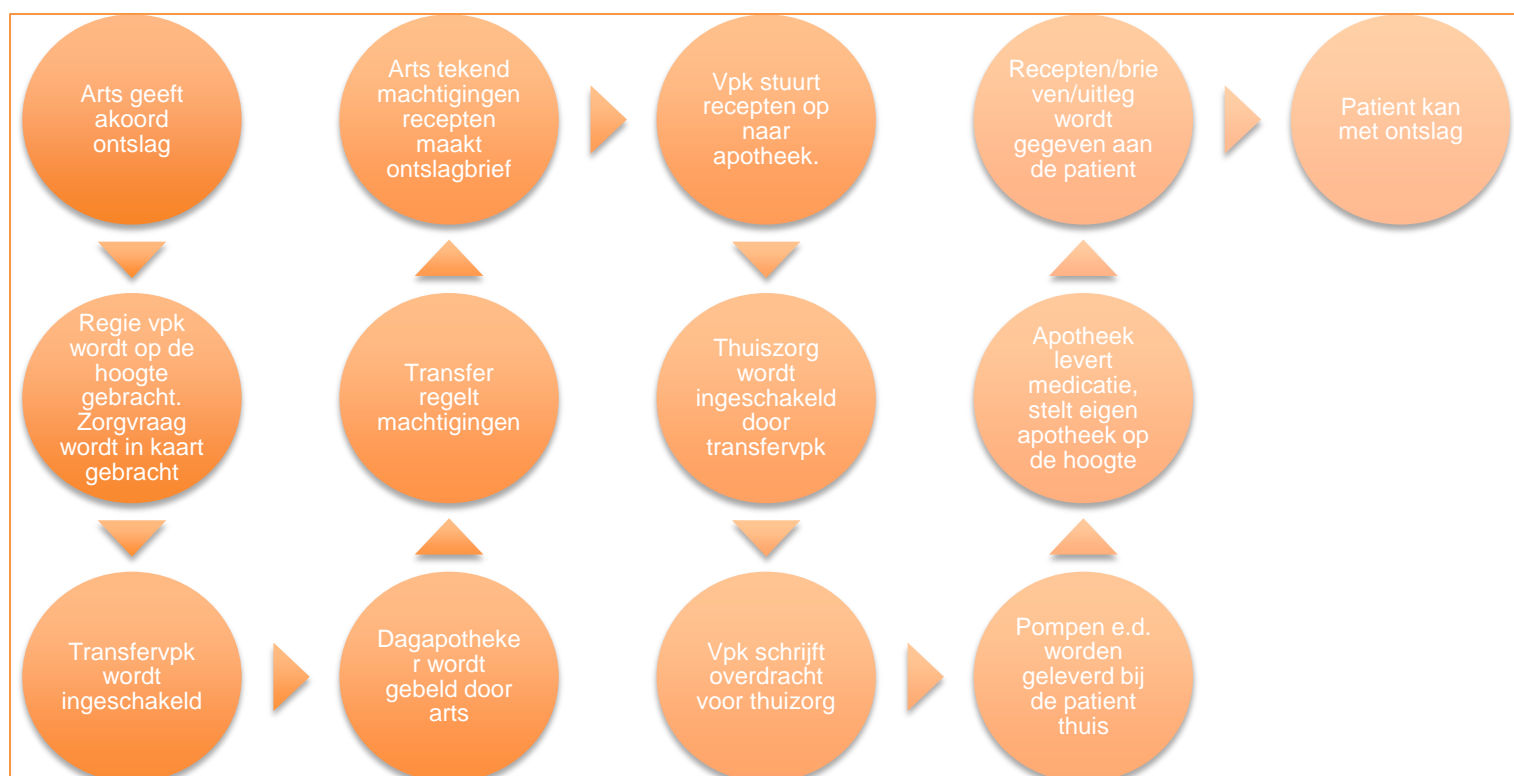 Arts geeft
akoord
ontslag
Regie vpk
wordt op de
hoogte
gebracht.
Zorgvraag
wordt in kaart
gebracht
Transfervpk
wordt
ingeschakeld
Dagapotheke
r wordt
gebeld door
arts
Transfer
regelt
machtigingen
Arts tekend
machtigingen
recepten
maakt
ontslagbrief
Vpk stuurt
recepten op
naar
apotheek.
Thuiszorg
wordt
ingeschakeld
door
transfervpk
Vpk schrijft
overdracht
voor thuizorg
Pompen e.d.
worden
geleverd bij
de patient
thuis
Apotheek
levert
medicatie,
stelt eigen
apotheek op
de hoogte
Recepten/brie
ven/uitleg
wordt
gegeven aan
de patient
Patient kan
met ontslag